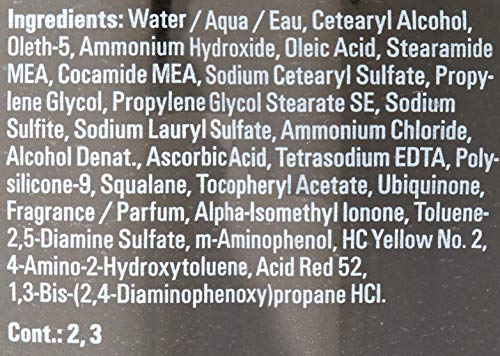 Ingredients: Water / Aqua / Eau, Cetearyl Alcohol,
Oleth-5, Ammonium Hydroxide, Oleic Acid, Stearamide
MEA, Cocamide MEA, Sodium Cetearyl Sulfate, Propy-
lene Glycol, Propylene Glycol Stearate SE, Sodium
Sulfite, Sodium Lauryl Sulfate, Ammonium Chloride,
Alcohol Denat., Ascorbic Acid, Tetrasodium EDTA, Poly-
silicone-9, Squalane, Tocopheryl Acetate, Ubiquinone,
Fragrance / Parfum, Alpha-Isomethyl Ionone, Toluene-
2,5-Diamine Sulfate, m-Aminophenol, HC Yellow No. 2,
4-Amino-2-Hydroxytoluene, Acid Red 52,
1,3-Bis-(2,4-Diaminophenoxy)propane HCl.
Cont.: 2, 3